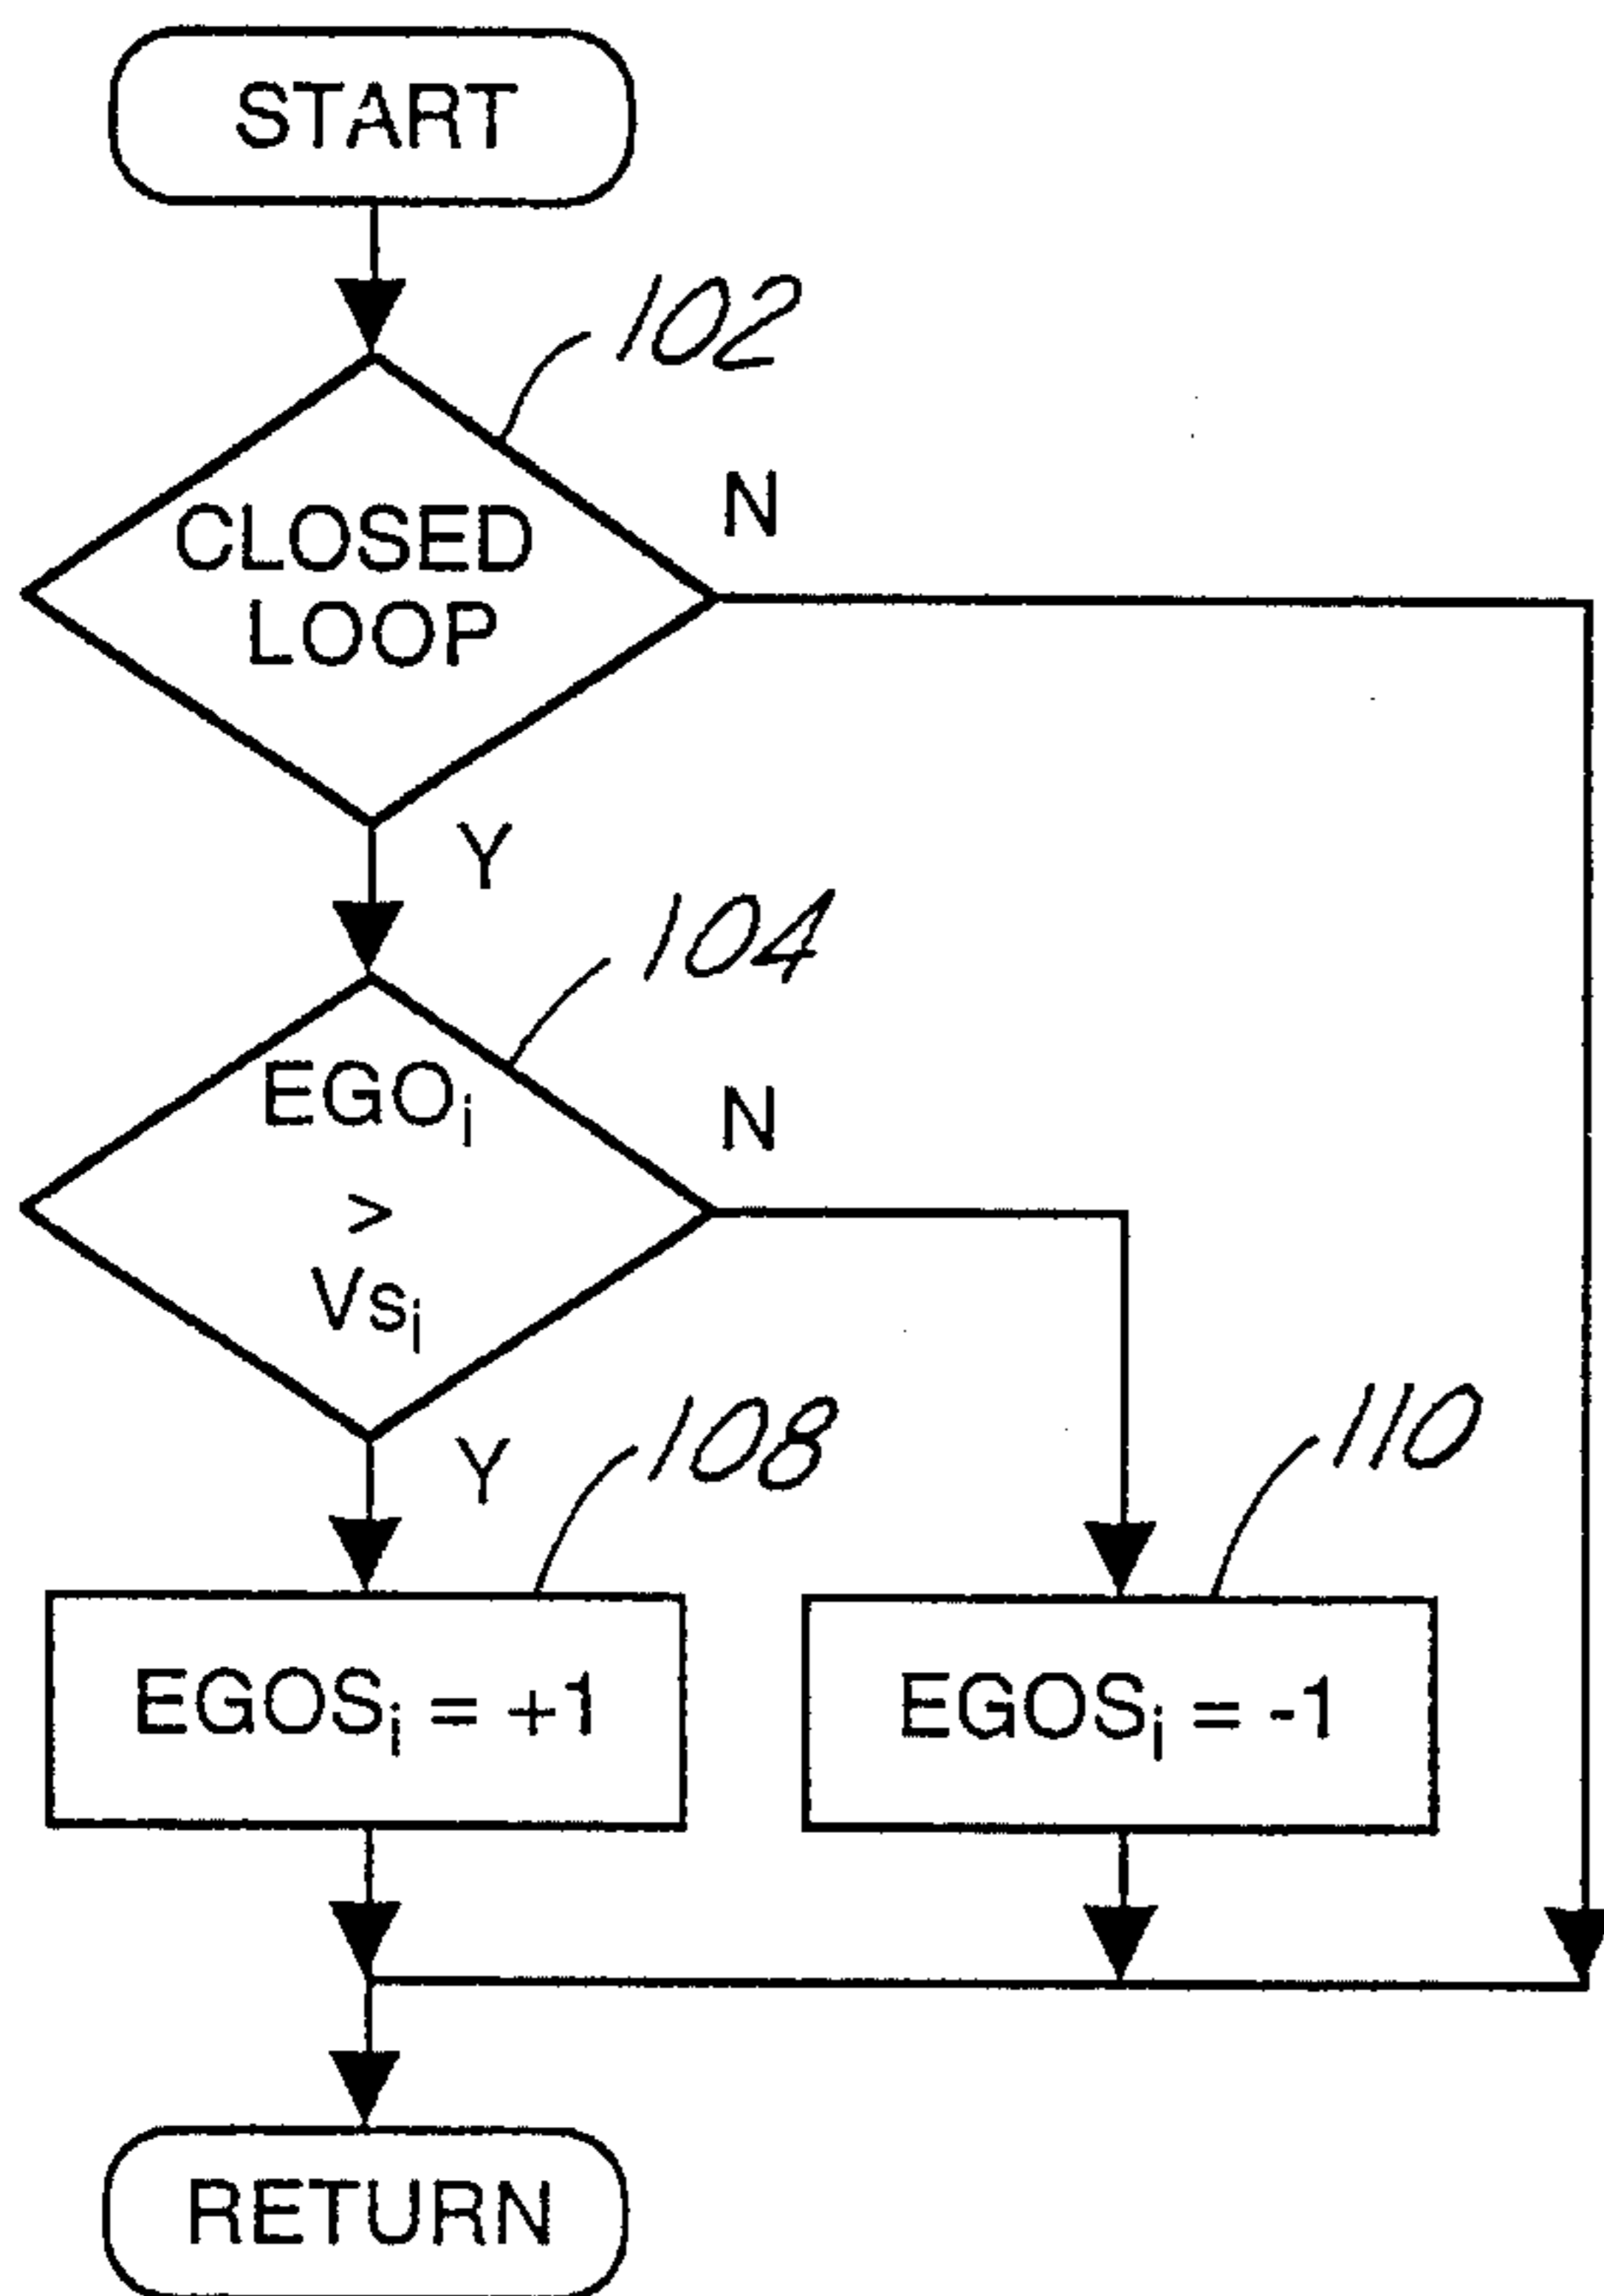 START
102
CLOSED
LOOP
N
Y
104
EGOi
>
Vsi
N
Y
108
110
EGOSi = +1
EGOSi = -1
RETURN